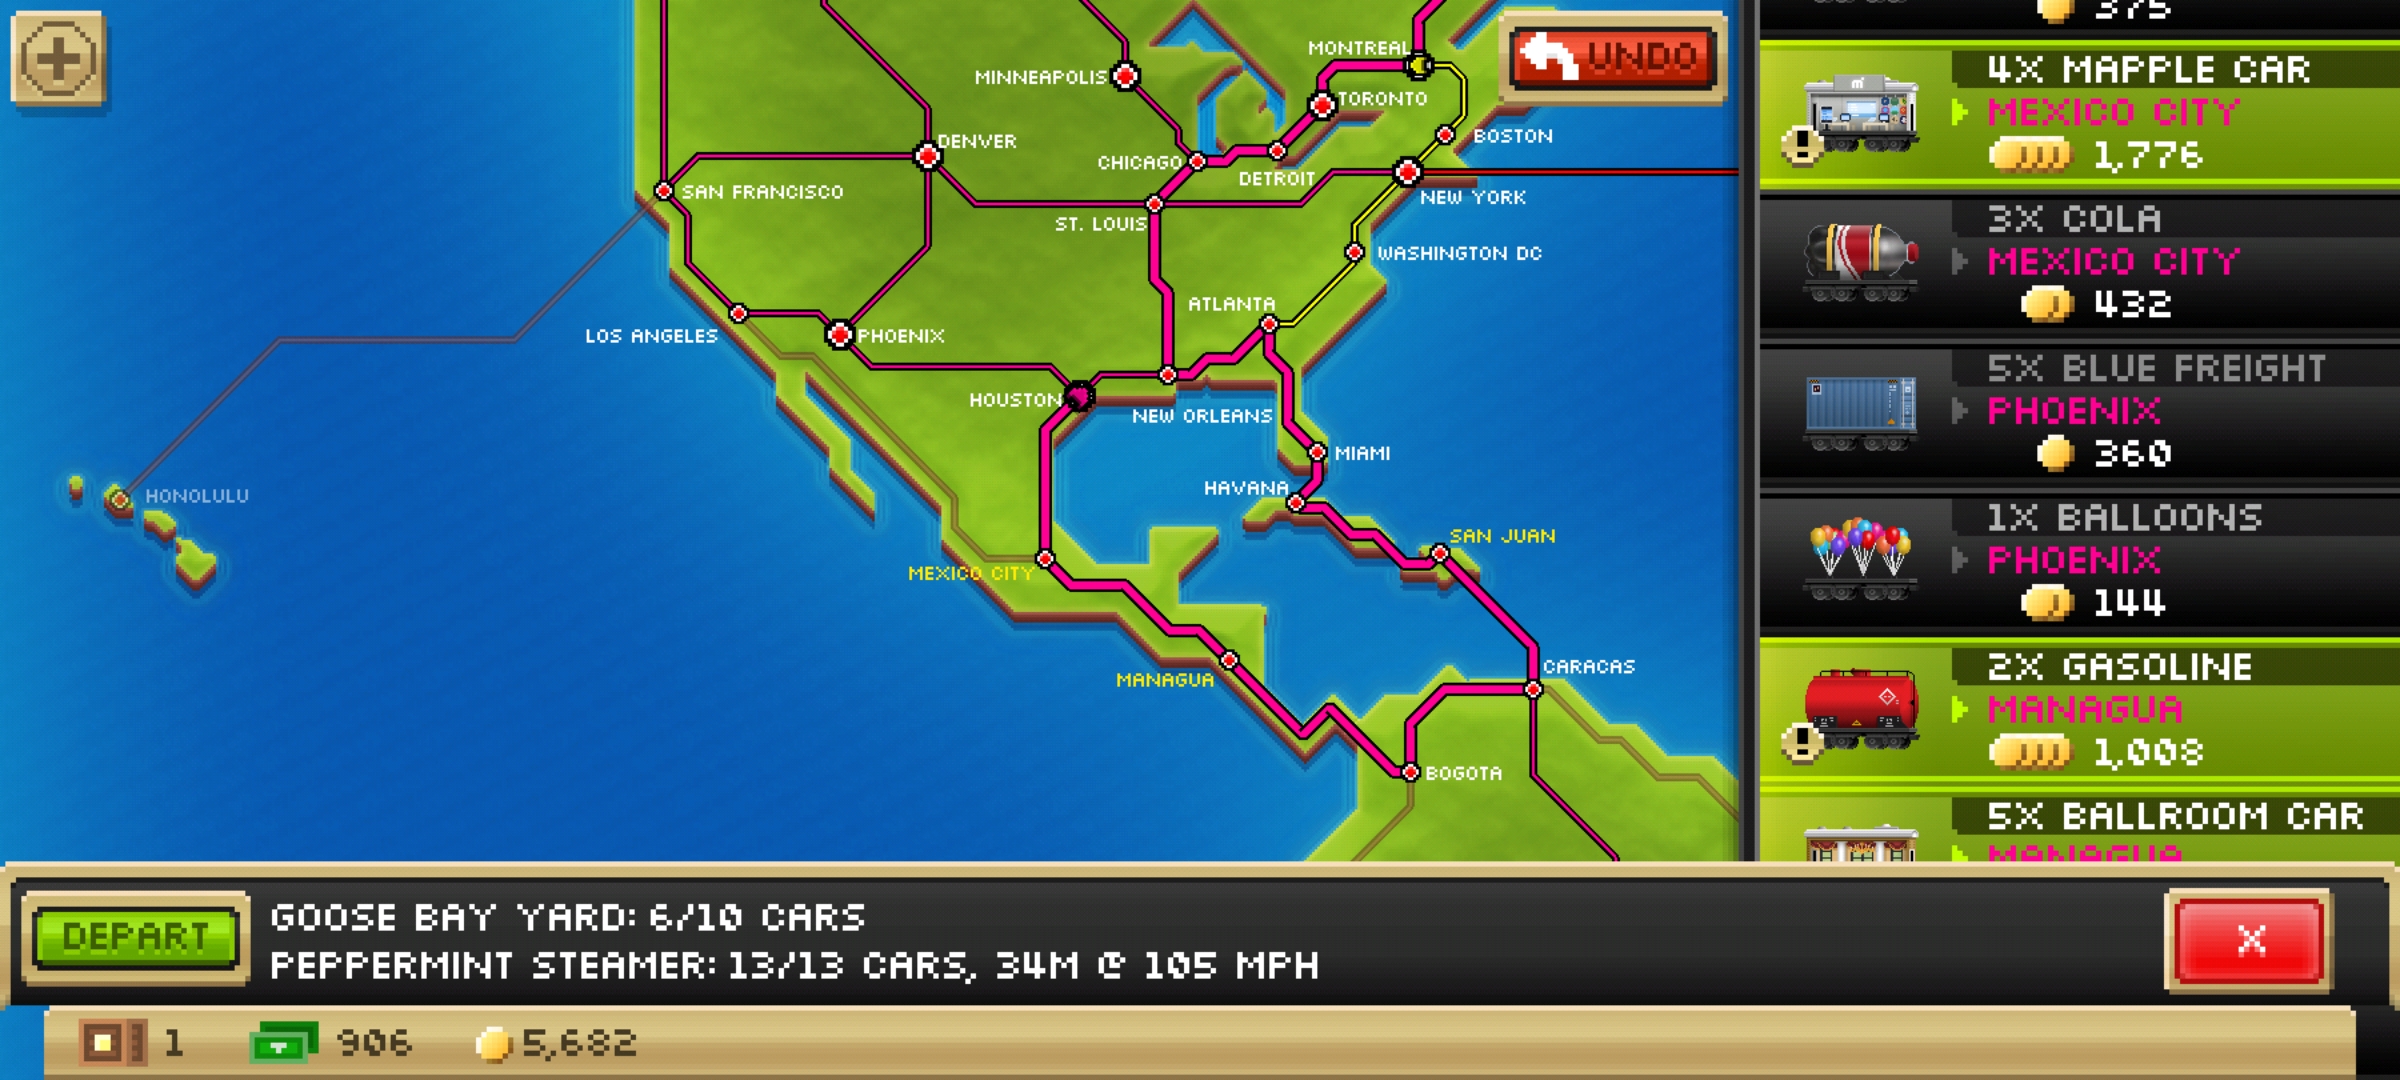 375
MONTREAL
UNDO
MINNEAPOLIS
TORONTO
4X MAPPLE CAR
MEXICO CITY
1,776
BOSTON
DENVER
CHICAGO
DETROIT
SAN FRANCISCO
NEW YORK
ST. LOUIS
3X COLA
MEXICO CITY
432
WASHINGTON DC
ATLANTA
LOS ANGELES
PHOENIX
5X BLUE FREIGHT
PHOENIX
360
HOUSTON
NEW ORLEANS
MIAMI
HAVANA
HONOLULU
1X BALLOONS
PHOENIX
144
SAN JUAN
MEXICO CITY
CARACAS
MANAGUA
2X GASOLINE
MANAGUA
1,008
BOGOTA
5X BALLROOM CAR
MANAGUA
DEPART
GOOSE BAY YARD: 6/10 CARS
PEPPERMINT STEAMER: 13/13 CARS, 34M @ 105 MPH
X
1
906
5,682